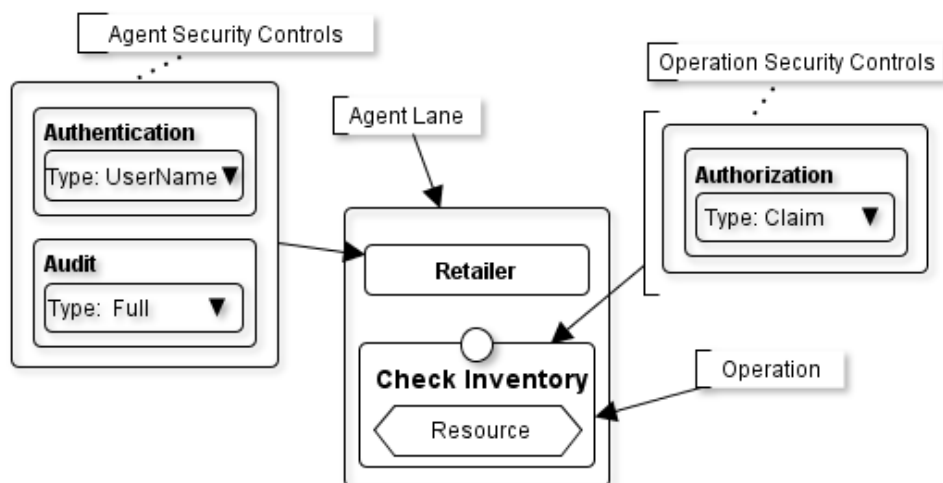 Agent Security Controls
Operation Security Controls
Agent Lane
Authentication
Type: UserName
Audit
Type: Full
Authorization
Type: Claim
Retailer
Check Inventory
Resource
Operation